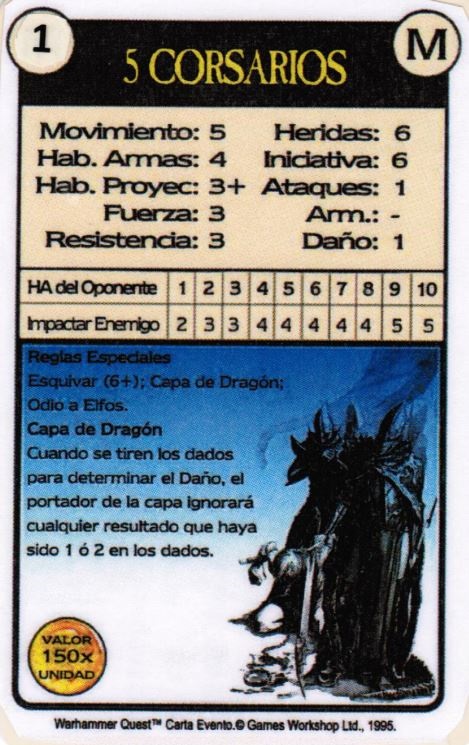 1
M
5 CORSARIOS
Movimiento: 5 Heridas: 6
Hab. Armas: 4 Iniciativa: 6
Hab. Proyec: 3+ Ataques: 1
Fuerza: 3 Arm.: -
Resistencia: 3 Daño: 1
HA del Oponente 1 2 3 4 5 6 7 8 9 10
Impactar Enemigo 2 3 3 4 4 4 4 4 5 5
Reglas Especiales
Esquivar (6+); Capa de Dragón;
Odio a Elfos.
Capa de Dragón
Cuando se tiren los dados
para determinar el Daño, el
portador de la capa ignorará
cualquier resultado que haya
sido 1 ó 2 en los dados.
VALOR
150x
UNIDAD
Warhammer Quest™ Carta Evento.© Games Workshop Ltd., 1995.